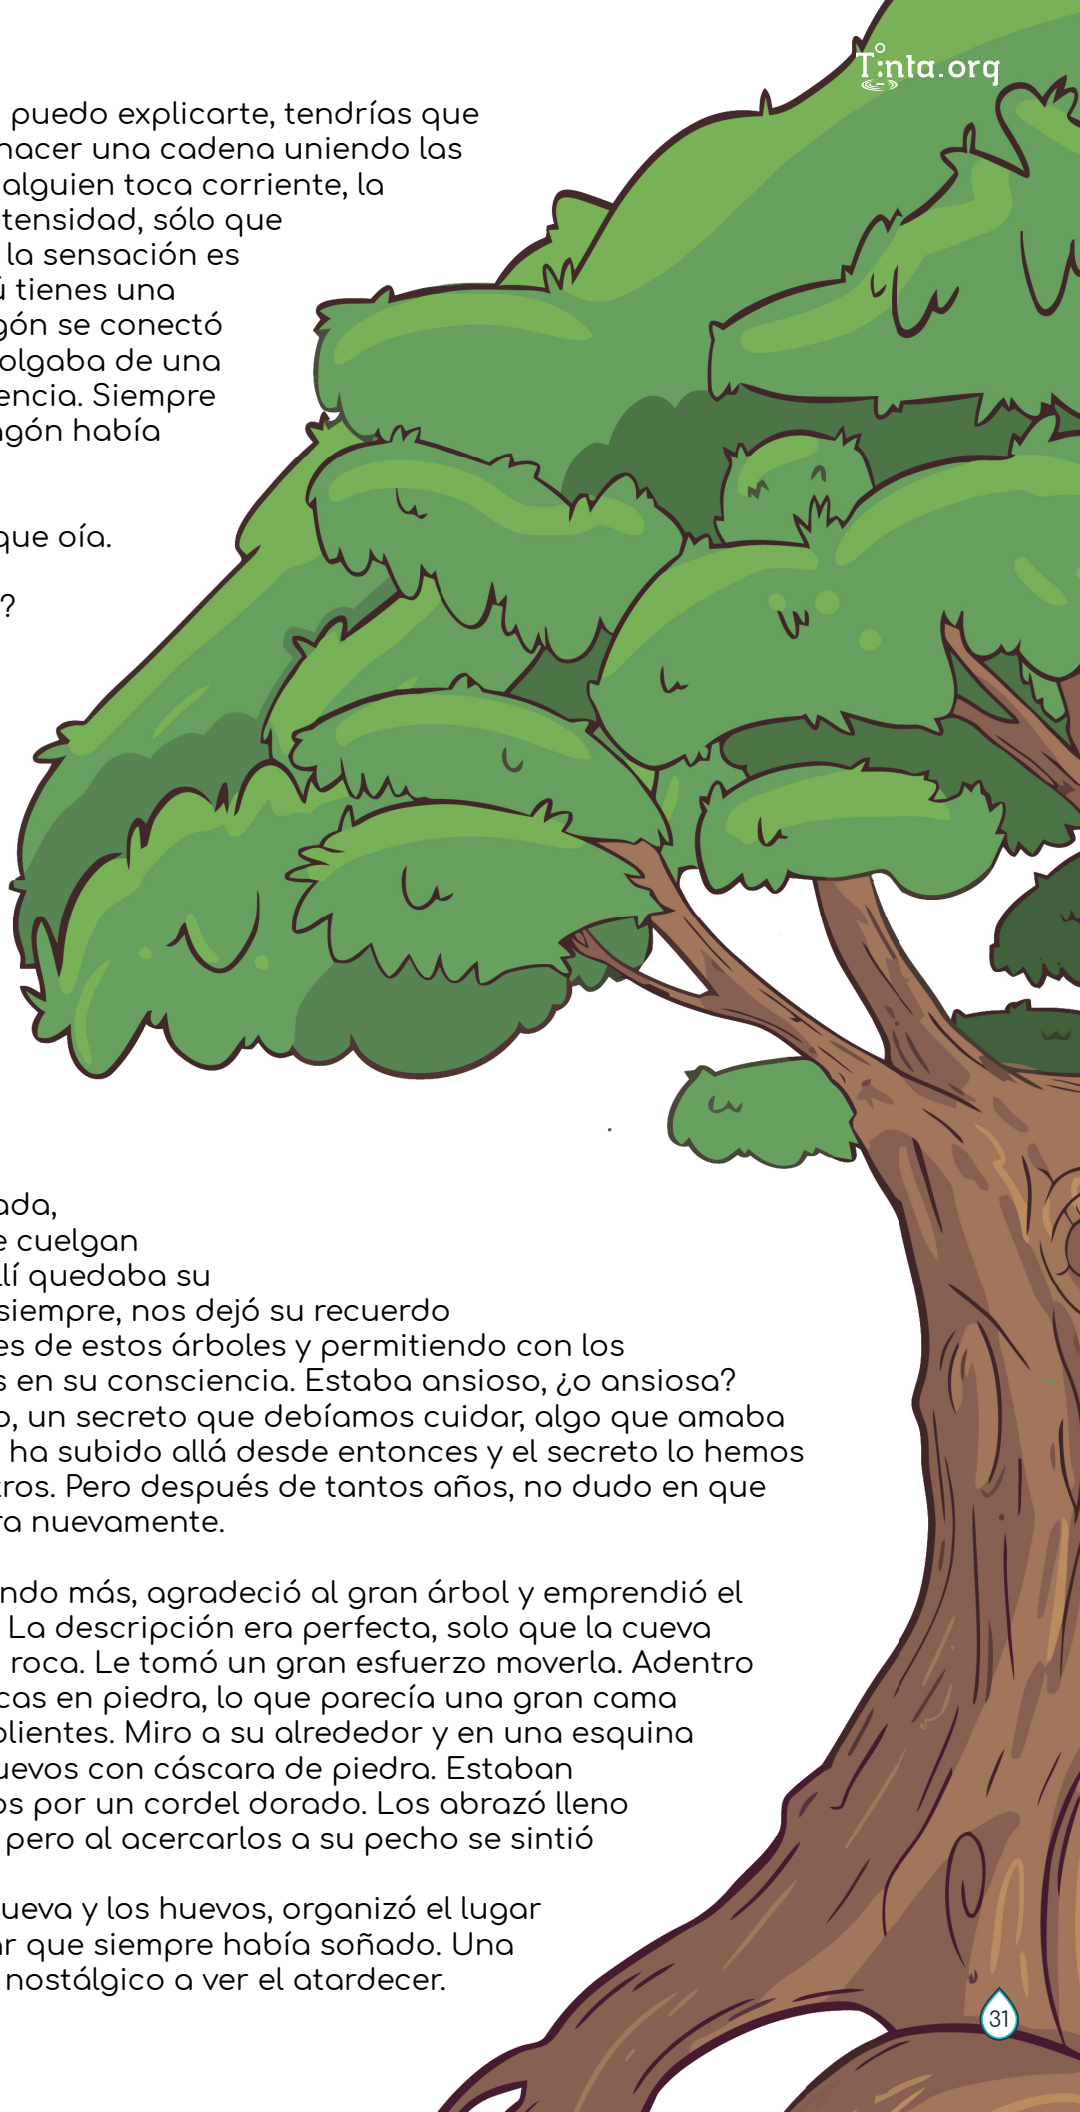 Tinta.org
puedo explicarte, tendrías que
hacer una cadena uniendo las
alguien toca corriente, la
tensidad, sólo que
la sensación es
ú tienes una
gón se conectó
olgaba de una
encia. Siempre
agón había
que oía.
?
ada,
e cuelgan
llí quedaba su
siempre, nos dejó su recuerdo
es de estos árboles y permitiendo con los
s en su consciencia. Estaba ansioso, ¿o ansiosa?
o, un secreto que debíamos cuidar, algo que amaba
ha subido allá desde entonces y el secreto lo hemos
tros. Pero después de tantos años, no dudo en que
ra nuevamente.
ndo más, agradeció al gran árbol y emprendió el
La descripción era perfecta, solo que la cueva
roca. Le tomó un gran esfuerzo moverla. Adentro
cas en piedra, lo que parecía una gran cama
olientes. Miro a su alrededor y en una esquina
uevos con cáscara de piedra. Estaban
os por un cordel dorado. Los abrazó lleno
pero al acercarlos a su pecho se sintió
ueva y los huevos, organizó el lugar
ar que siempre había soñado. Una
nostálgico a ver el atardecer.
31